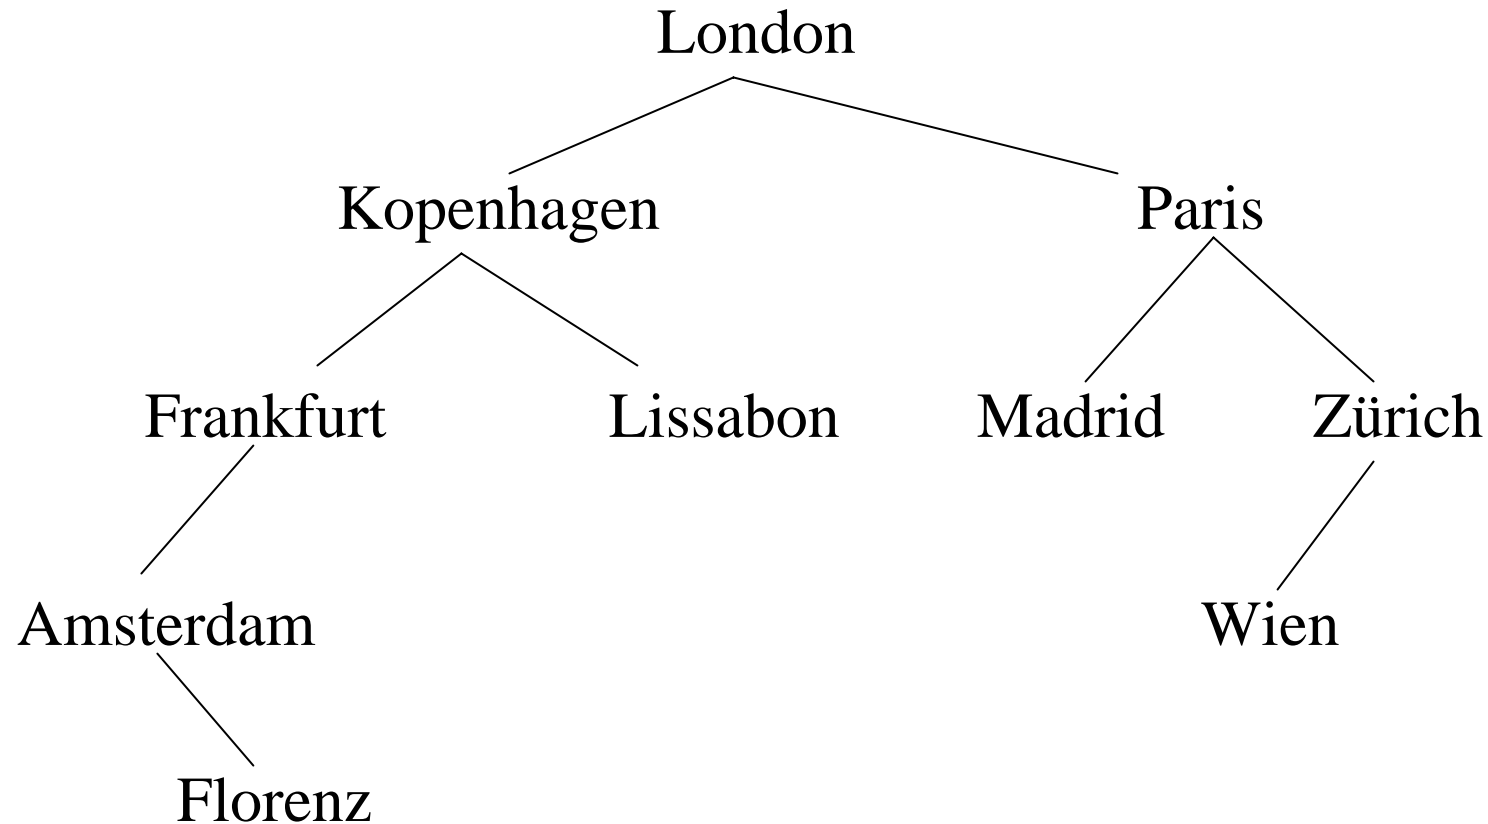 London
Kopenhagen
Paris
Frankfurt
Lissabon
Madrid
Zürich
Amsterdam
Wien
Florenz